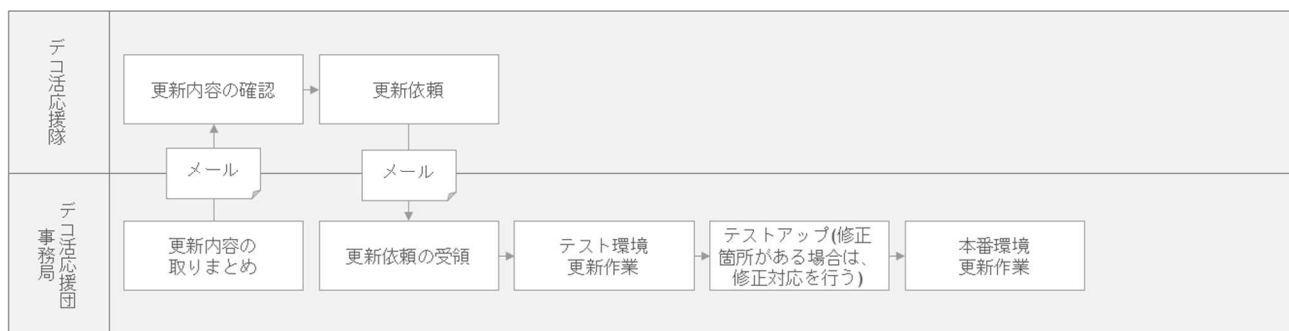 デコ活応援隊
更新内容の確認
更新依頼
メール
メール
デコ活応援団
事務局
更新内容の
取りまとめ
更新依頼の受領
テスト環境
更新作業
テストアップ(修正
箇所がある場合は、
修正対応を行う)
本番環境
更新作業